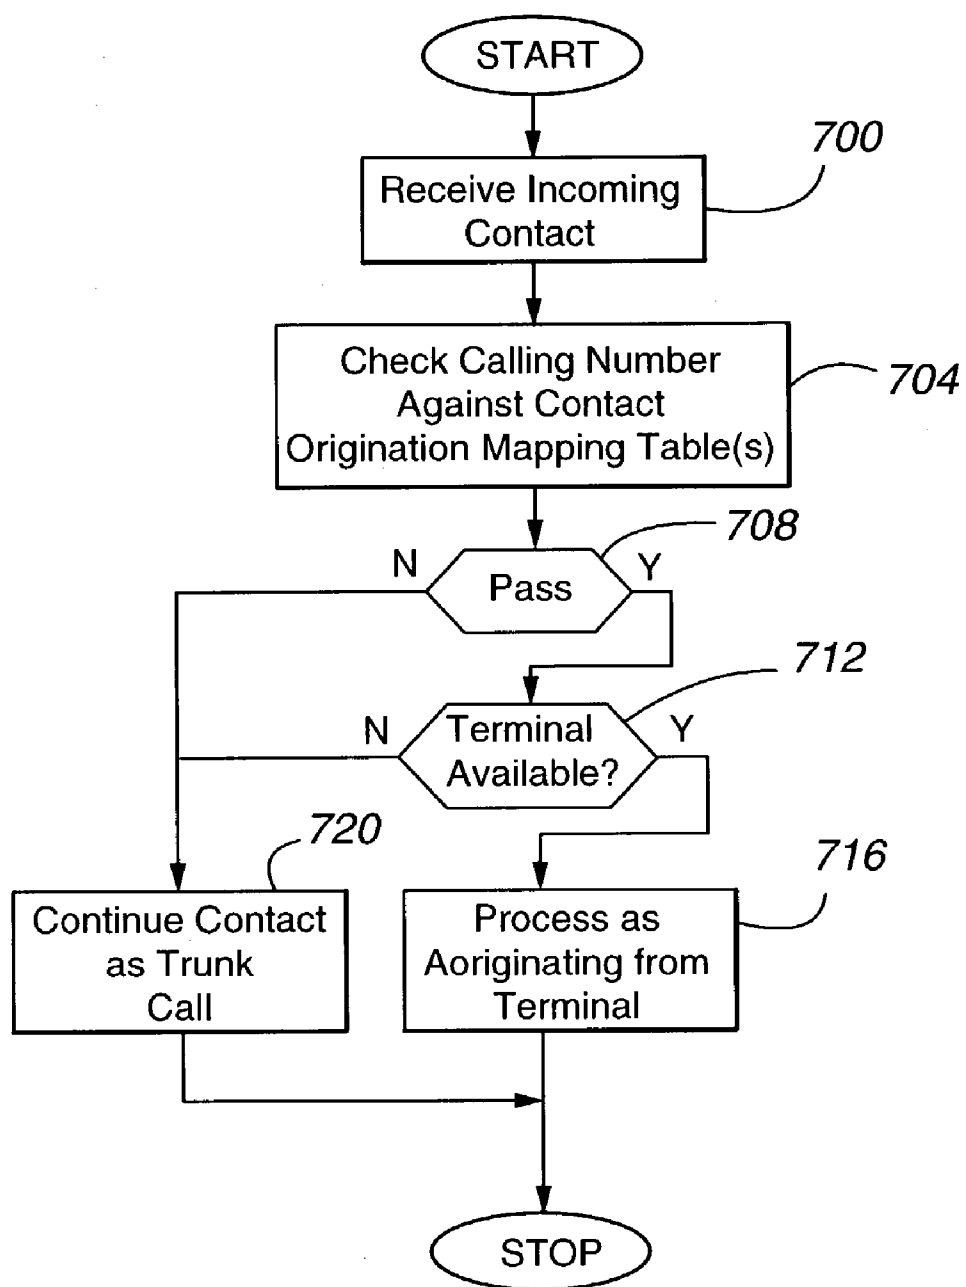 START
700
Receive Incoming
Contact
704
Check Calling Number
Against Contact
Origination Mapping Table(s)
708
N
Pass
Y
712
N
Terminal
Available?
Y
720
716
Continue Contact
as Trunk
Call
Process as
Aoriginating from
Terminal
STOP